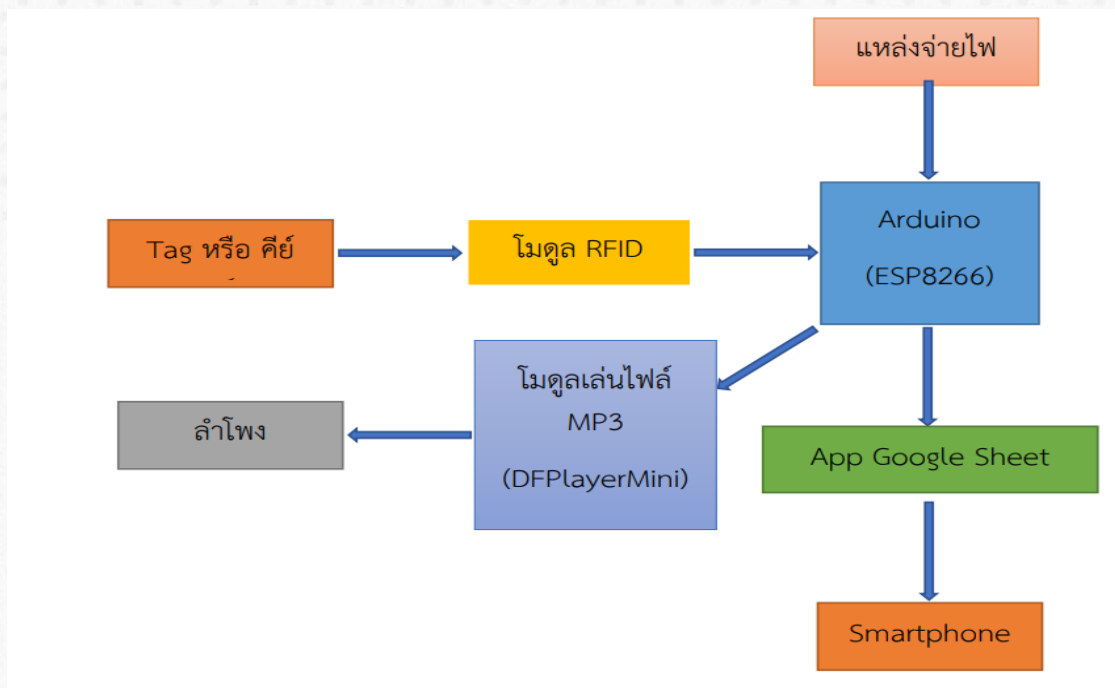 แหล่งจ่ายไฟ
Arduino
(ESP8266)
Tag หรือ คีย์
โมดูล RFID
โมดูลเล่นไฟล์
MP3
(DFPlayerMini)
ลำโพง
App Google Sheet
Smartphone